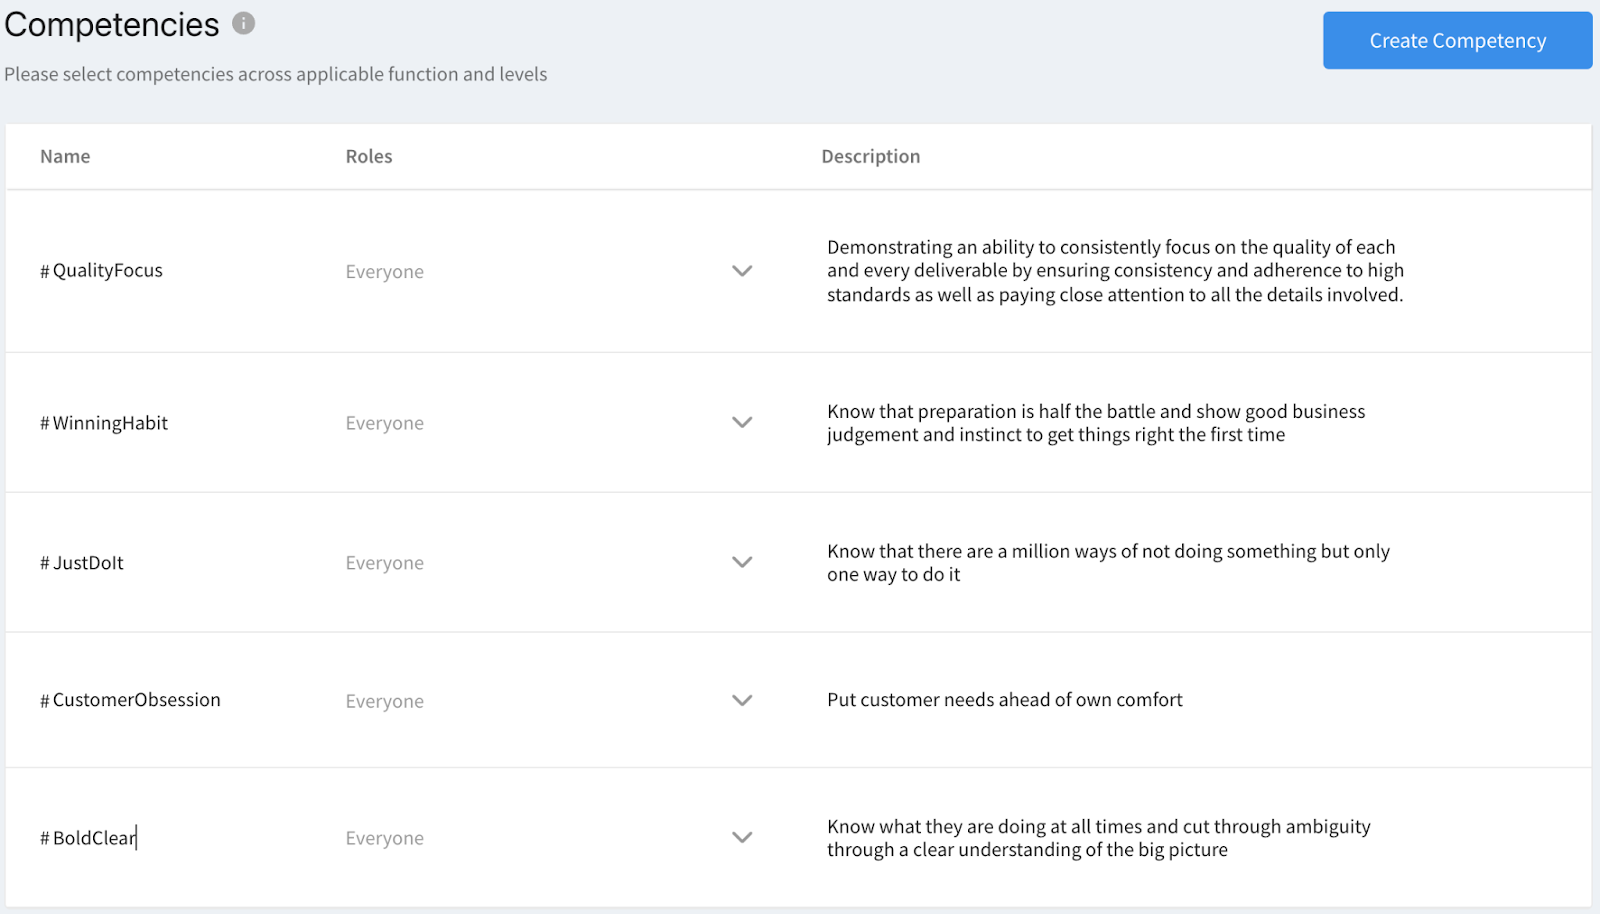 Competencies
Create Competency
Please select competencies across applicable function and levels
Name Roles Description
#QualityFocus Everyone
Demonstrating an ability to consistently focus on the quality of each
and every deliverable by ensuring consistency and adherence to high
standards as well as paying close attention to all the details involved.
#WinningHabit Everyone
Know that preparation is half the battle and show good business
judgement and instinct to get things right the first time
#JustDoIt Everyone
Know that there are a million ways of not doing something but only
one way to do it
#CustomerObsession Everyone
Put customer needs ahead of own comfort
#BoldClear Everyone
Know what they are doing at all times and cut through ambiguity
through a clear understanding of the big picture